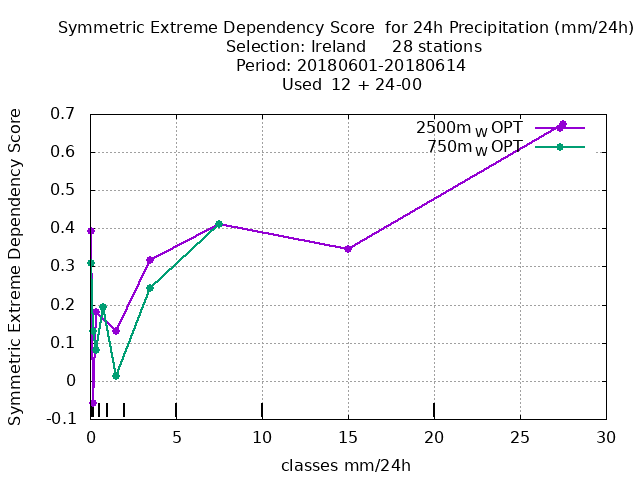 Symmetric Extreme Dependency Score  for 24h Precipitation (mm/24h)
Selection: Ireland     28 stations
Period: 20180601-20180614
Used  12 + 24-00
Symmetric Extreme Dependency Score
0.7
0.6
0.5
0.4
0.3
0.2
0.1
0
-0.1
2500m W OPT
750m W OPT
0 5 10 15 20 25 30
classes mm/24h